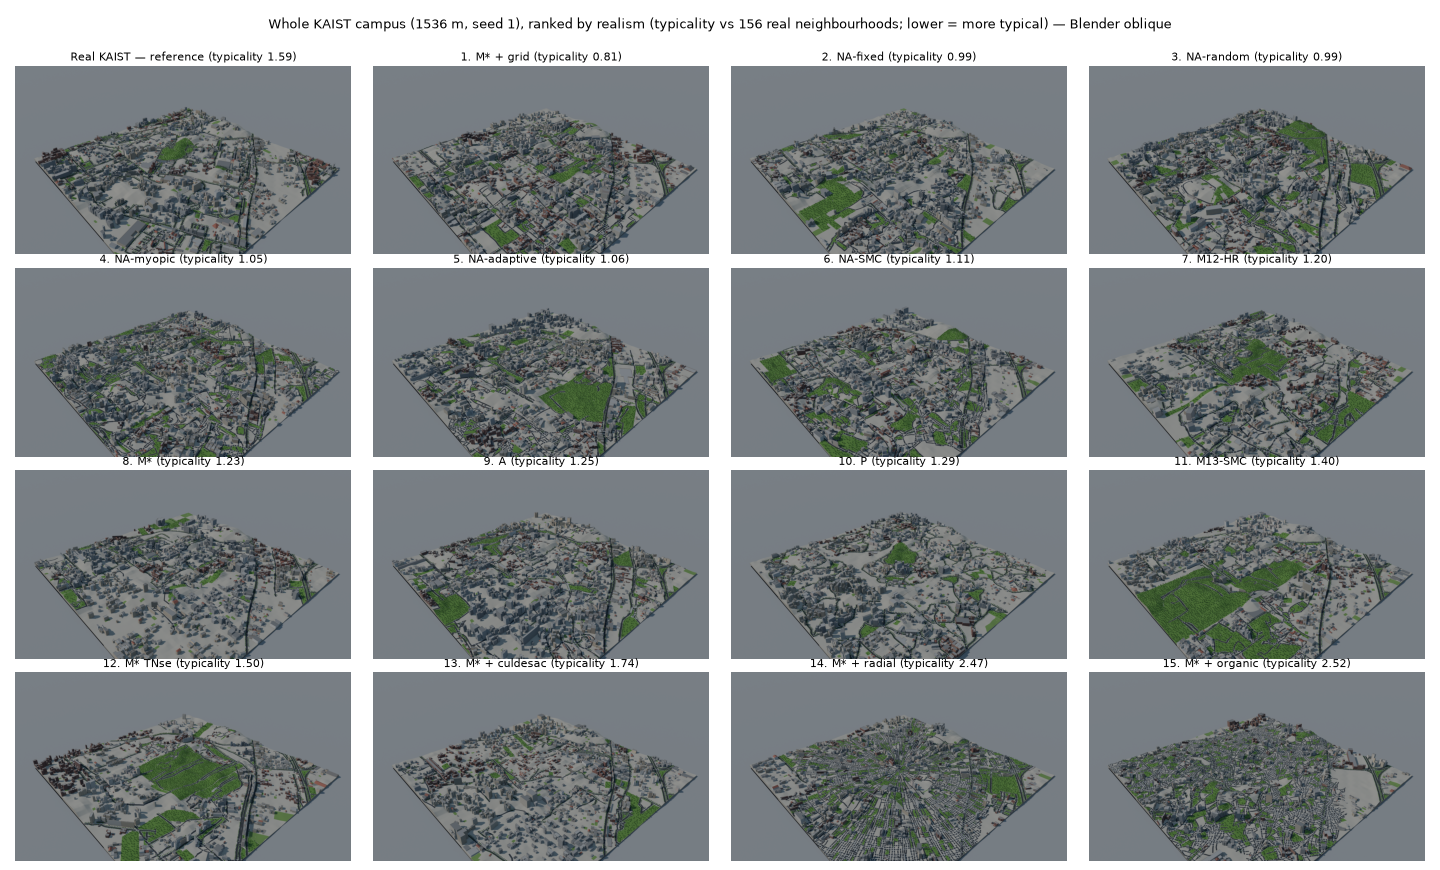 Whole KAIST campus (1536 m, seed 1), ranked by realism (typicality vs 156 real neighbourhoods; lower = more typical) — Blender oblique
Real KAIST — reference (typicality 1.59)
1. M* + grid (typicality 0.81)
2. NA-fixed (typicality 0.99)
3. NA-random (typicality 0.99)
4. NA-myopic (typicality 1.05)
5. NA-adaptive (typicality 1.06)
6. NA-SMC (typicality 1.11)
7. M12-HR (typicality 1.20)
8. M* (typicality 1.23)
9. A (typicality 1.25)
10. P (typicality 1.29)
11. M13-SMC (typicality 1.40)
12. M* TNse (typicality 1.50)
13. M* + culdesac (typicality 1.74)
14. M* + radial (typicality 2.47)
15. M* + organic (typicality 2.52)